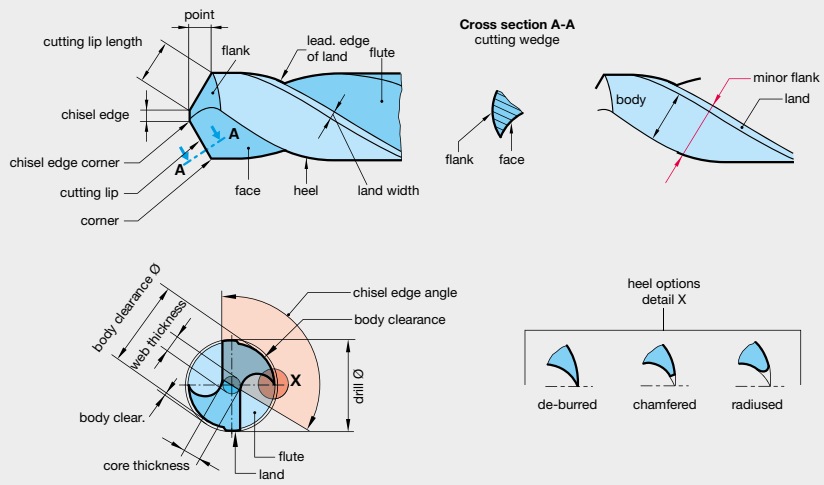 point
cutting lip length
flank
lead. edge
of land
flute
chisel edge
chisel edge corner
A
A
cutting lip
corner
face
heel
land width
Cross section A-A
cutting wedge
flank
face
body
minor flank
land
body clearance Ø
web thickness
chisel edge angle
body clearance
X
drill Ø
body clear.
core thickness
flute
land
heel options
detail X
de-burred
chamfered
radiused